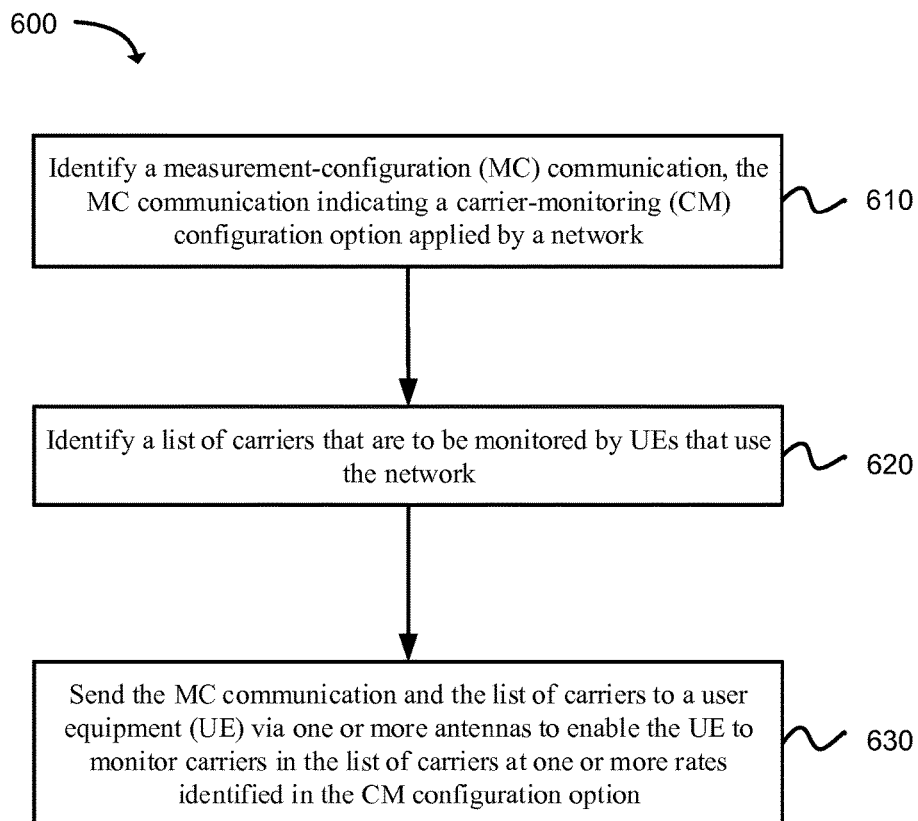 600
Identify a measurement-configuration (MC) communication, the
MC communication indicating a carrier-monitoring (CM)
configuration option applied by a network
610
Identify a list of carriers that are to be monitored by UEs that use
the network
620
Send the MC communication and the list of carriers to a user
equipment (UE) via one or more antennas to enable the UE to
monitor carriers in the list of carriers at one or more rates
identified in the CM configuration option
630